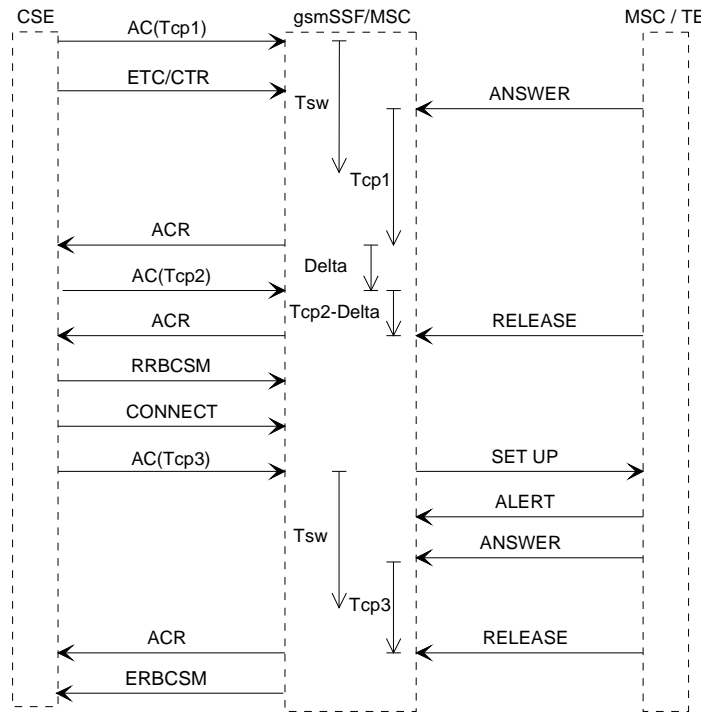 CSE gsmSSF/MSC MSC / TE
AC(Tcp1)
ETC/CTR
Tsw
ANSWER
Tcp1
ACR
Delta
AC(Tcp2)
Tcp2-Delta
ACR
RELEASE
RRBCSM
CONNECT
AC(Tcp3)
SET UP
ALERT
Tsw
ANSWER
Tcp3
ACR
RELEASE
ERBCSM